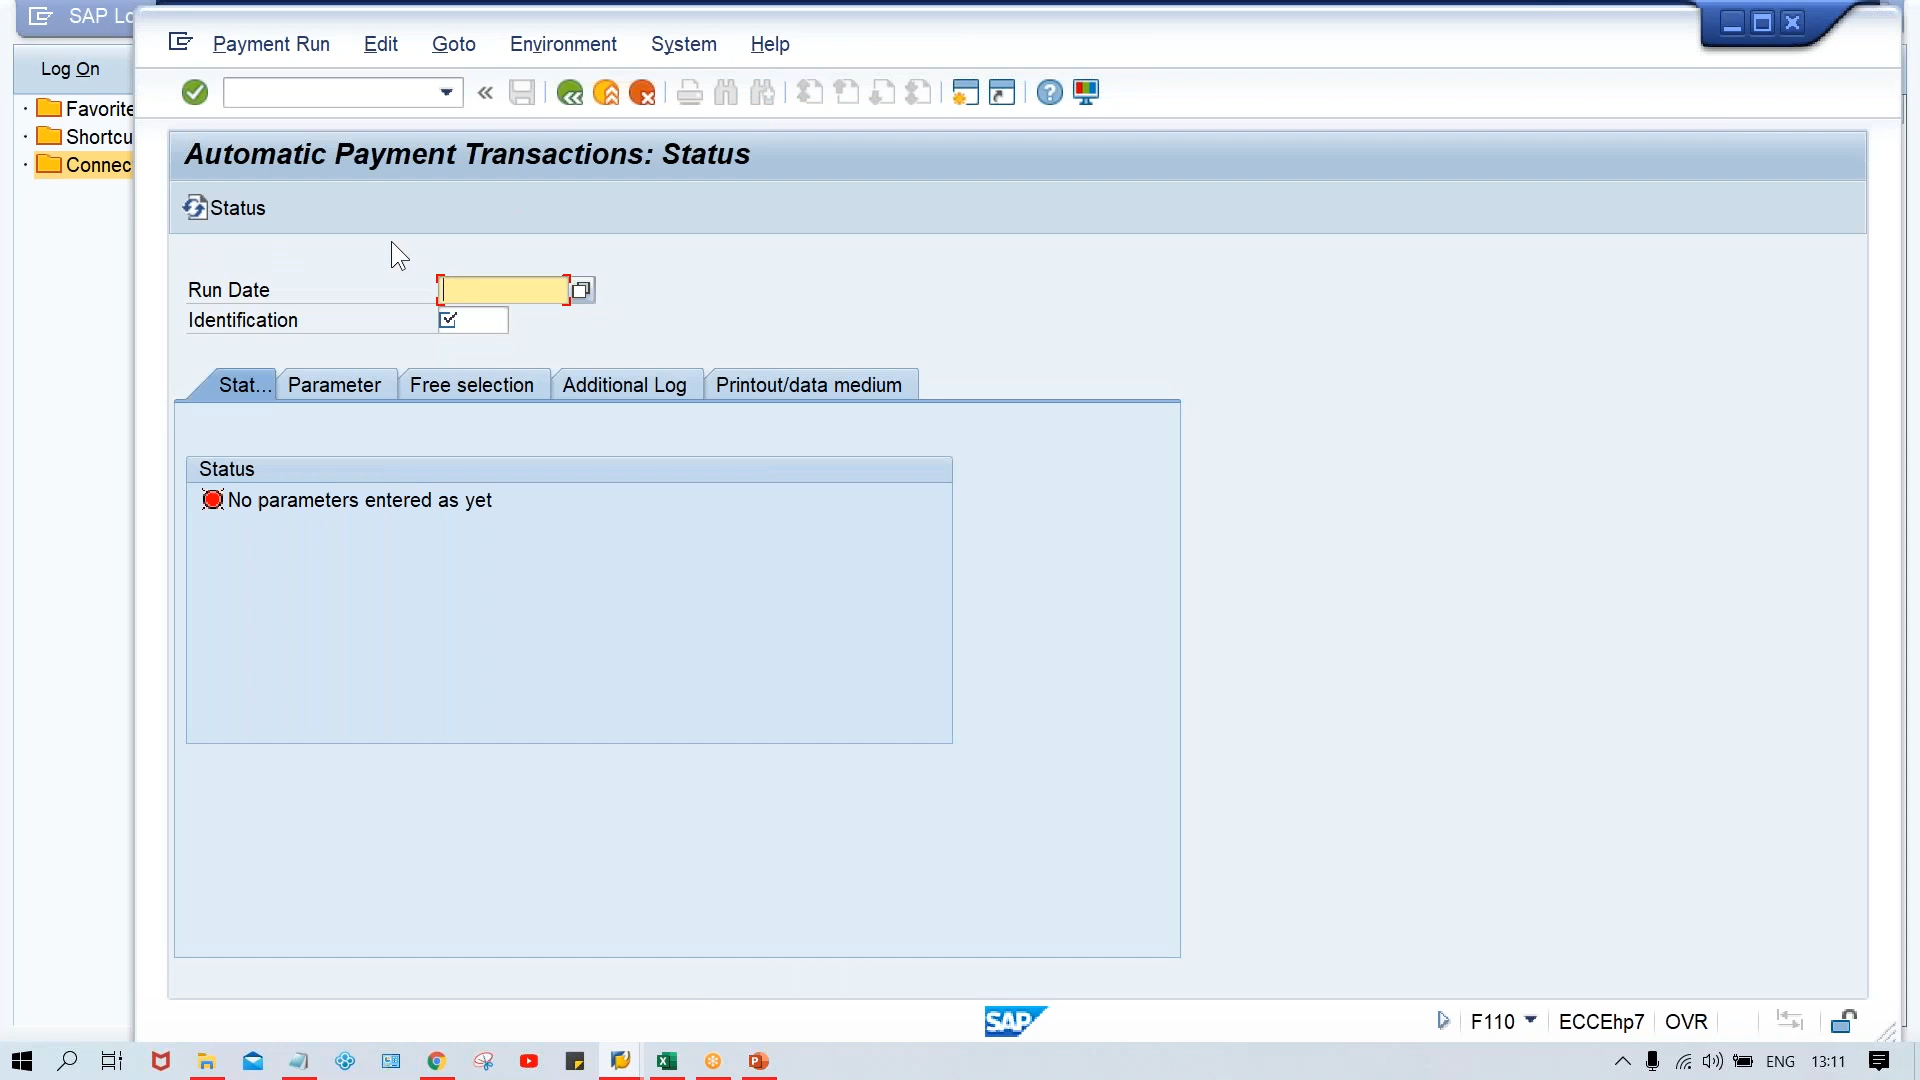 SAP Lo
Payment Run Edit Goto Environment System Help
Log On
Favorite
Shortcu
Connec
Automatic Payment Transactions: Status
Status
Run Date
Identification
Stat... Parameter Free selection Additional Log Printout/data medium
Status
No parameters entered as yet
SAP
F110 ECCEhp7 OVR
ENG 13:11